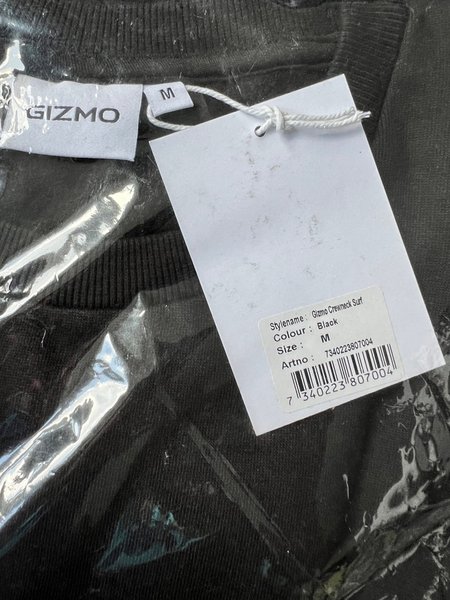 GIZMO
M
Stylename : Gizmo Crewneck Surf.
Colour : Black
Size : M
Artno : 7340223807004
7 340223 807004